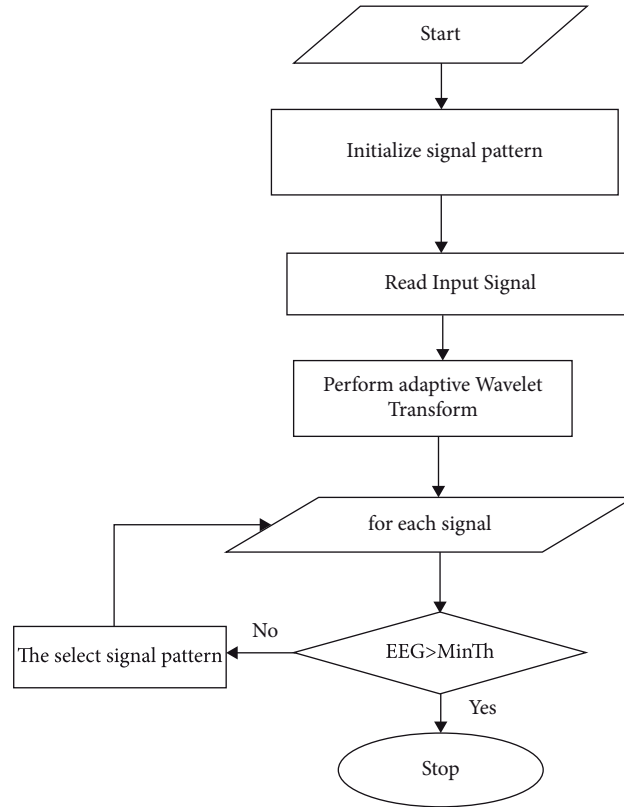 Start
Initialize signal pattern
Read Input Signal
Perform adaptive Wavelet
Transform
for each signal
No
The select signal pattern
EEG>MinTh
Yes
Stop